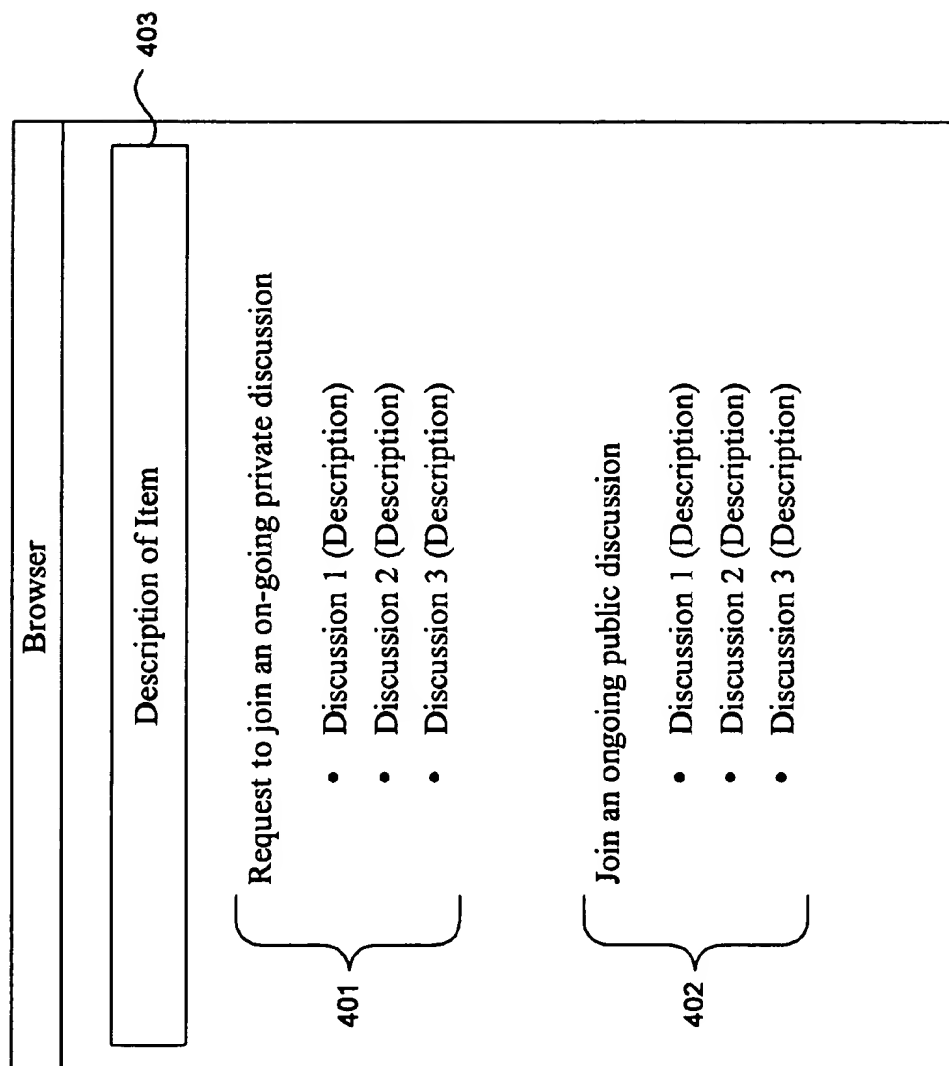 Browser
403
Description of Item
Request to join an on-going private discussion
• Discussion 1 (Description)
• Discussion 2 (Description)
• Discussion 3 (Description)
401
Join an ongoing public discussion
• Discussion 1 (Description)
• Discussion 2 (Description)
• Discussion 3 (Description)
402